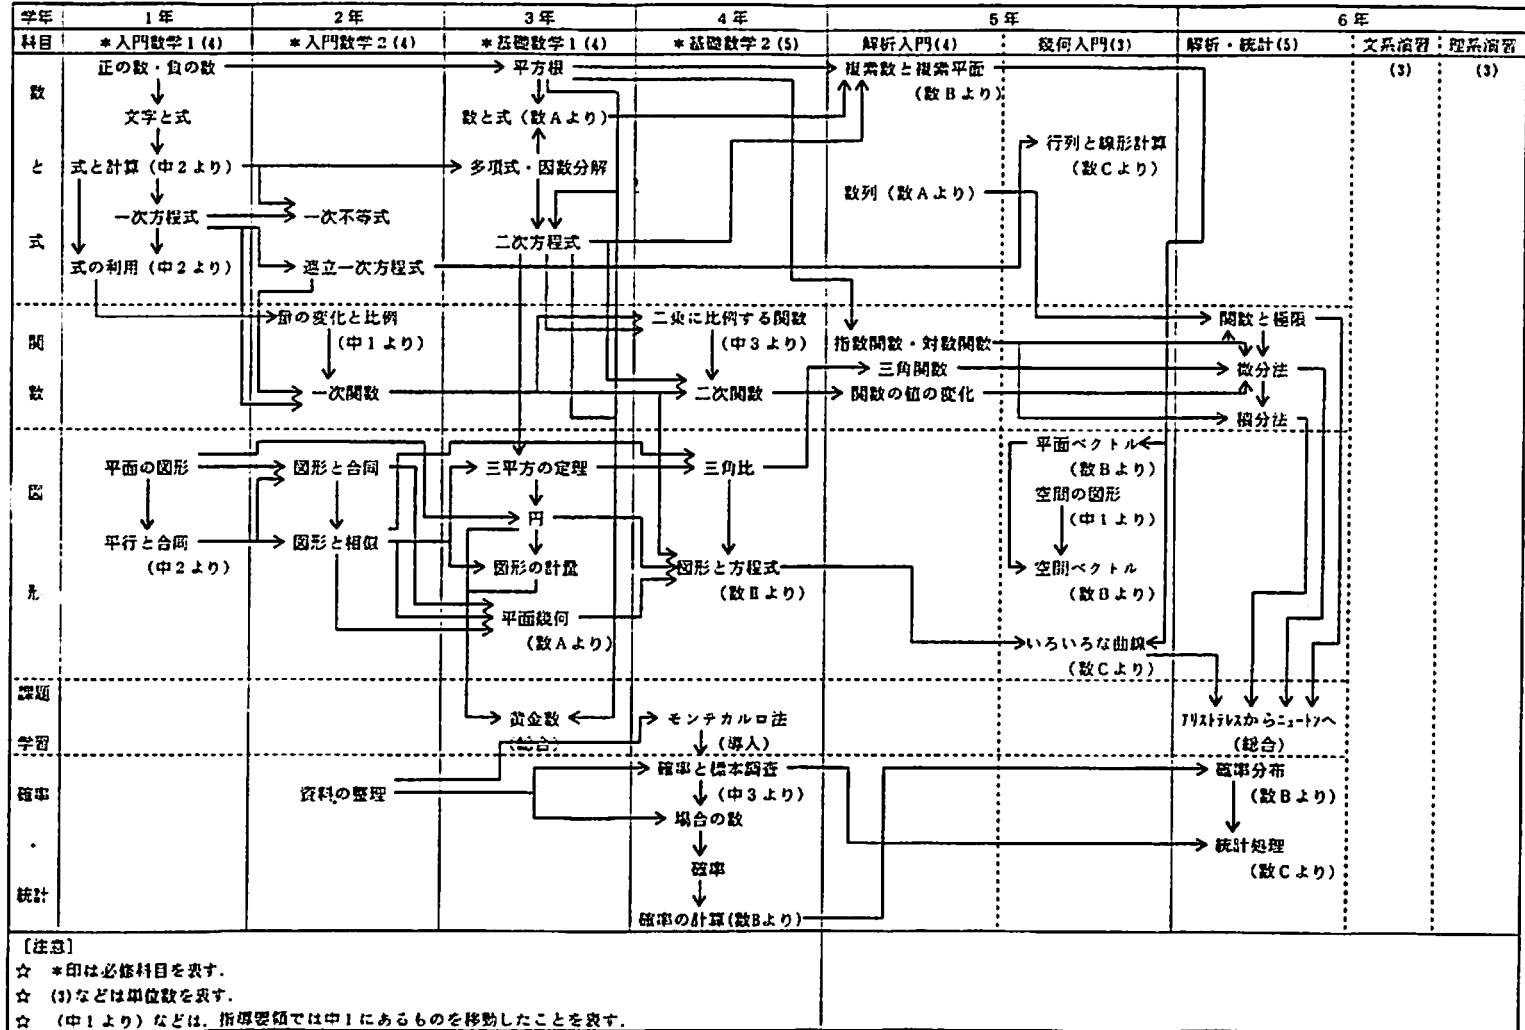 学年 1年 2年 3年 4年 5年 6年
科目 *入門数学1(4) *入門数学2(4) *基礎数学1(4) *基礎数学2(5) 解析入門(4) 幾何入門(3) 解析・統計(5) 文系演習 理系演習
正の数・負の数 平方根 複素数と複素平面 (3) (3)
数 (数Bより)
文字と式 数と式(数Aより)
行列と線形計算
と 式と計算(中2より) 多項式・因数分解 (数Cより)
数列(数Aより)
一次方程式 一次不等式
式 二次方程式
式の利用(中2より) 連立一次方程式
量の変化と比例 二乗に比例する関数 関数と極限
関 (中1より) (中3より) 指数関数・対数関数
三角関数 微分法
数 一次関数 二次関数 関数の値の変化
積分法
平面ベクトル
平面の図形 図形と合同 三平方の定理 三角比 (数Bより)
図 空間の図形
円 (中1より)
平行と合同 図形と相似
(中2より) 図形の計量 図形と方程式 空間ベクトル
形 (数Ⅱより) (数Bより)
平面幾何
(数Aより) いろいろな曲線
(数Cより)
課題
黄金数 モンテカルロ法 アリストテレスからニュートンへ
学習 (総合) (導入) (総合)
確率と標本調査 確率分布
確率 資料の整理 (中3より) (数Bより)
場合の数
・ 統計処理
確率 (数Cより)
統計
確率の計算(数Bより)
[注意]
☆ *印は必修科目を表す.
☆ (3)などは単位数を表す.
☆ (中1より)などは,指導要領では中1にあるものを移動したことを表す.